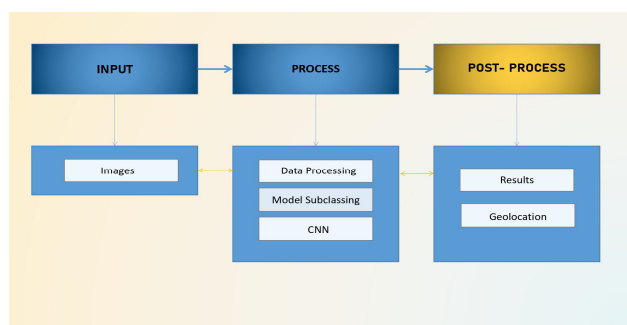 INPUT
PROCESS
POST- PROCESS
Images
Data Processing
Model Subclassing
CNN
Results
Geolocation